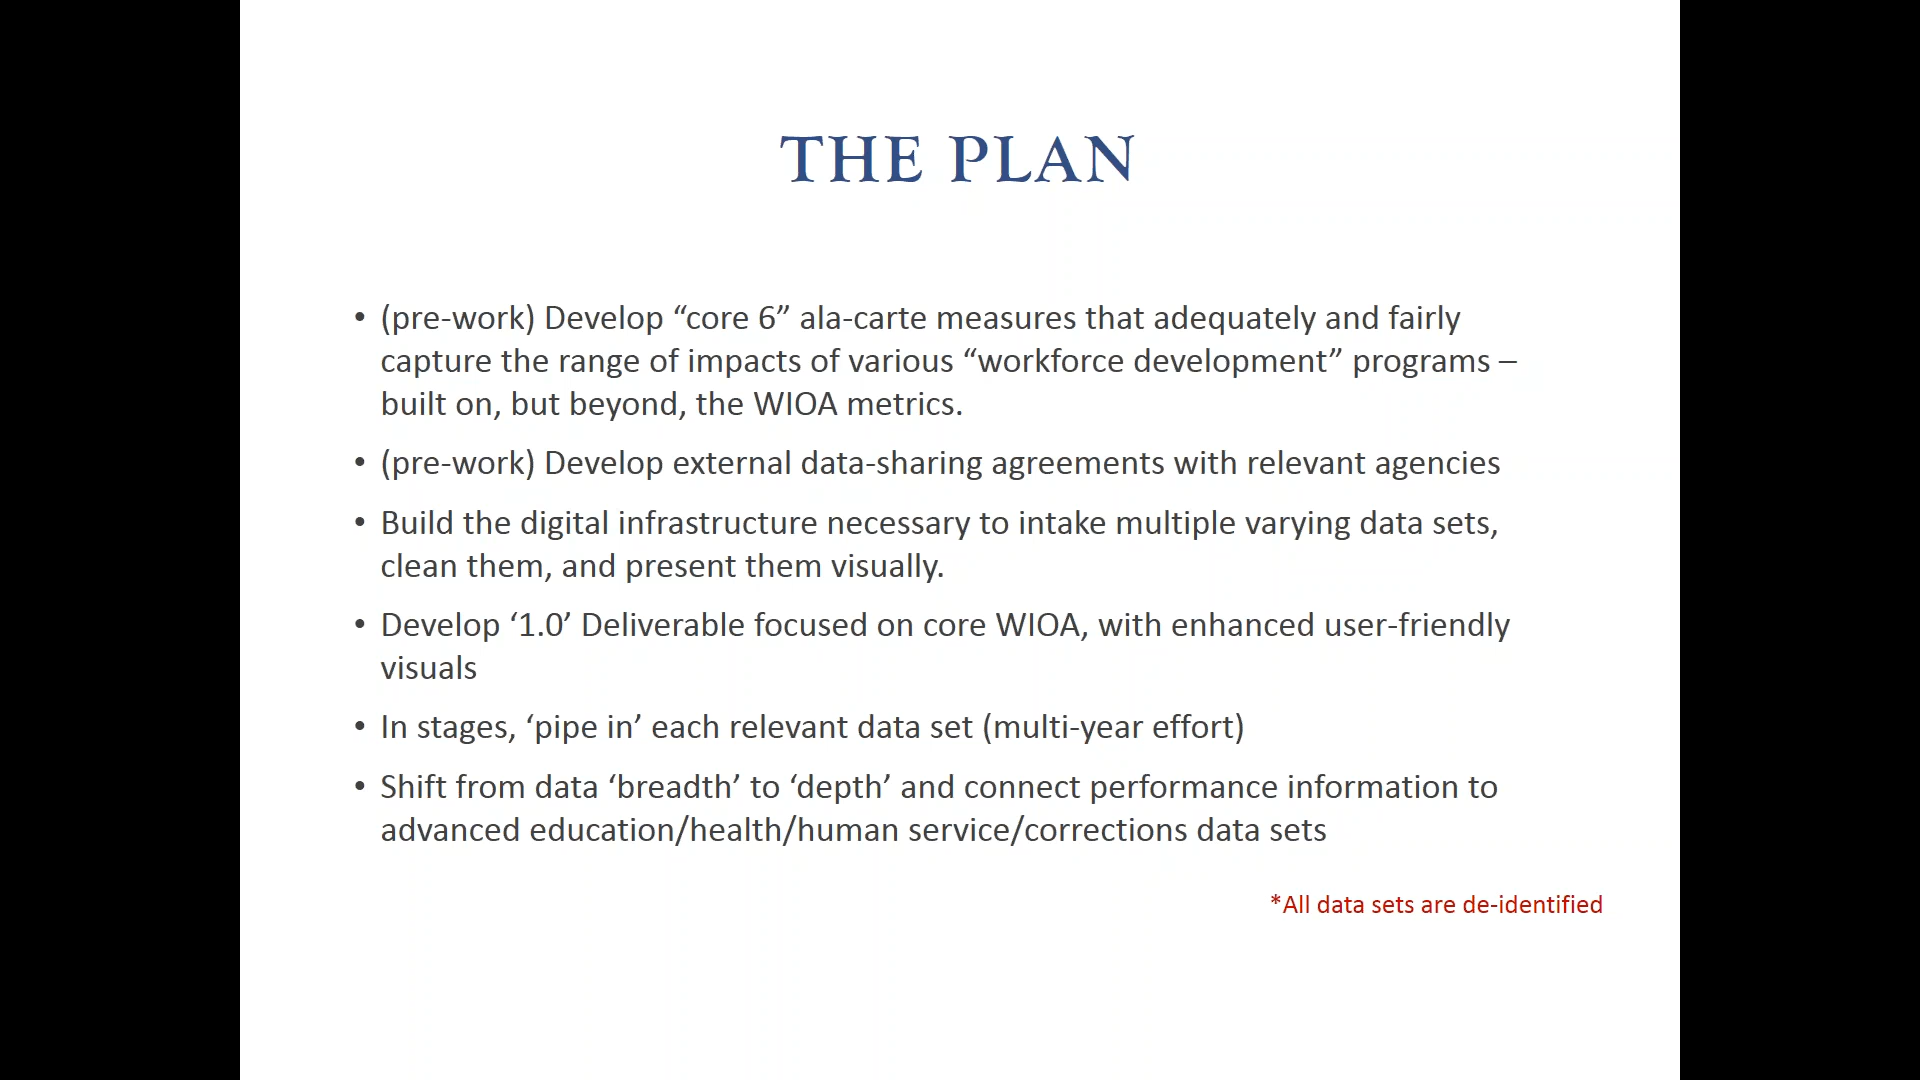 THE PLAN
• (pre-work) Develop “core 6” ala-carte measures that adequately and fairly
capture the range of impacts of various “workforce development” programs –
built on, but beyond, the WIOA metrics.
• (pre-work) Develop external data-sharing agreements with relevant agencies
• Build the digital infrastructure necessary to intake multiple varying data sets,
clean them, and present them visually.
• Develop ‘1.0’ Deliverable focused on core WIOA, with enhanced user-friendly
visuals
• In stages, ‘pipe in’ each relevant data set (multi-year effort)
• Shift from data ‘breadth’ to ‘depth’ and connect performance information to
advanced education/health/human service/corrections data sets
*All data sets are de-identified